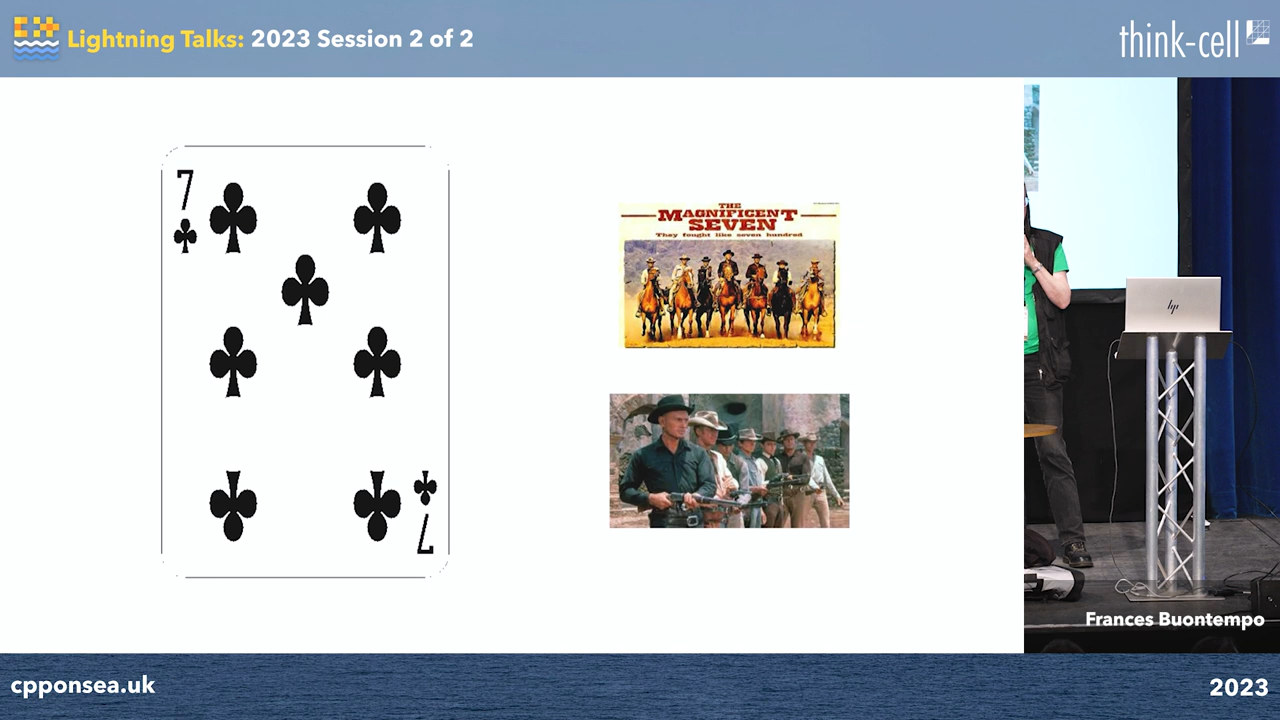 Lightning Talks: 2023 Session 2 of 2
think-cell
7
THE
MAGNIFICENT
SEVEN
They fought like seven hundred
7
hp
Frances Buontempo
cpponsea.uk
2023